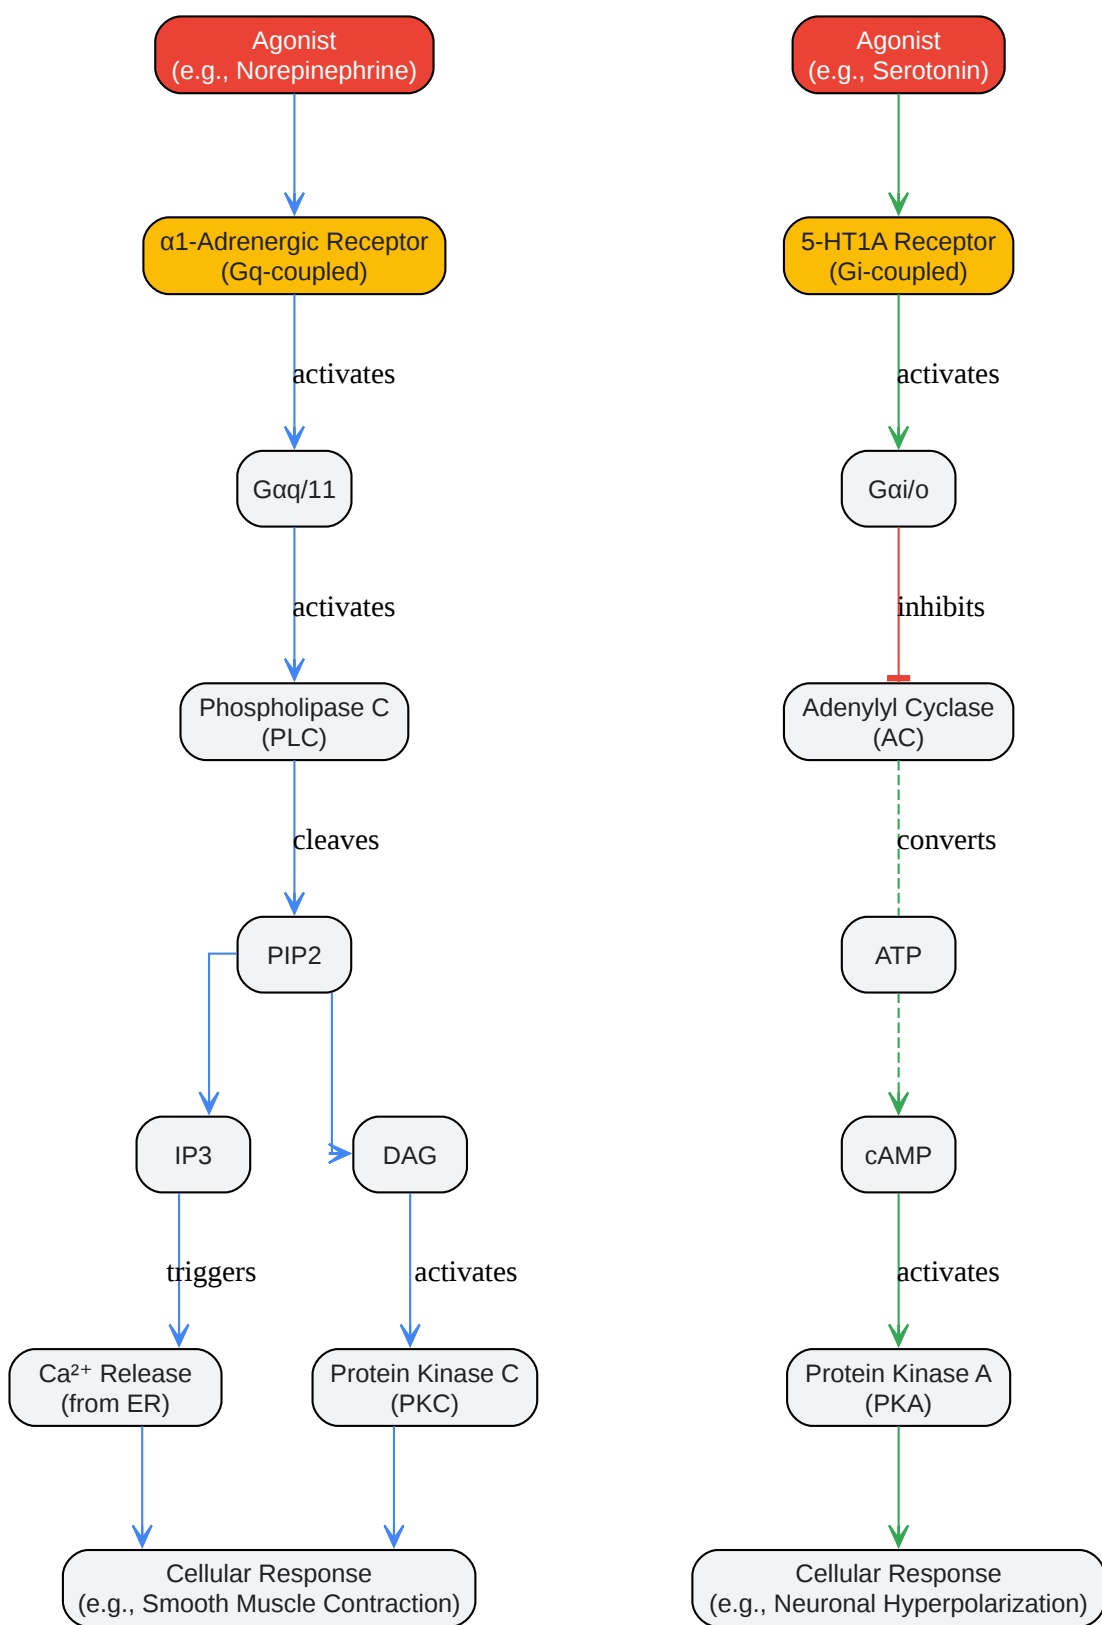 Agonist
(e.g., Norepinephrine)
Agonist
(e.g., Serotonin)
α1-Adrenergic Receptor
(Gq-coupled)
5-HT1A Receptor
(Gi-coupled)
activates
activates
Gαq/11
Gαi/o
activates
inhibits
Phospholipase C
(PLC)
Adenylyl Cyclase
(AC)
cleaves
converts
PIP2
ATP
IP3
DAG
cAMP
triggers
activates
activates
Ca²⁺ Release
(from ER)
Protein Kinase C
(PKC)
Protein Kinase A
(PKA)
Cellular Response
(e.g., Smooth Muscle Contraction)
Cellular Response
(e.g., Neuronal Hyperpolarization)